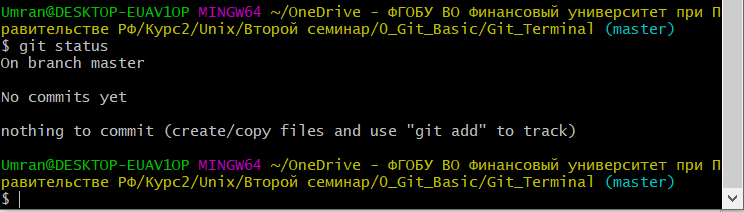 Umran@DESKTOP-EUAV1OP MINGW64 ~/OneDrive - ФГОБУ ВО Финансовый университет при П
равительстве РФ/Курс2/Unix/Второй семинар/0_Git_Basic/Git_Terminal (master)
$ git status
On branch master
No commits yet
nothing to commit (create/copy files and use "git add" to track)
Umran@DESKTOP-EUAV1OP MINGW64 ~/OneDrive - ФГОБУ ВО Финансовый университет при П
равительстве РФ/Курс2/Unix/Второй семинар/0_Git_Basic/Git_Terminal (master)
$